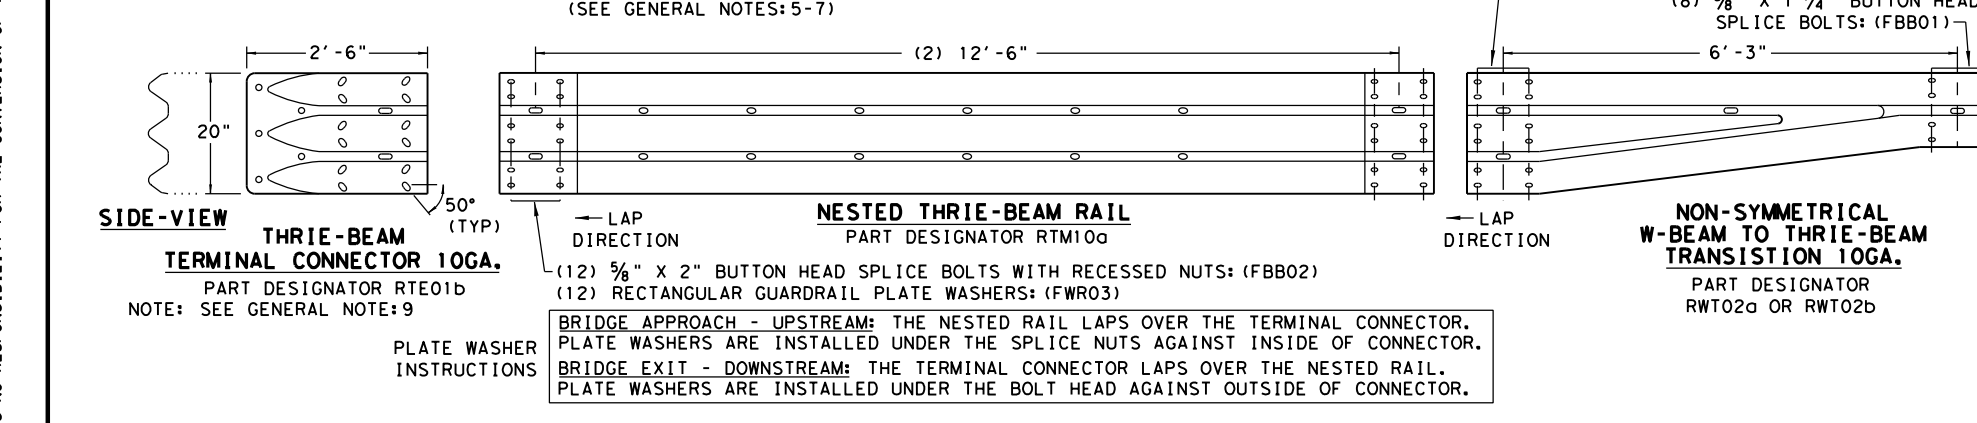 (SEE GENERAL NOTES:5-7)
BUTTON HEAD
SPLICE BOLTS:(FBB01)
2'-6"
(2) 12'-6"
6'-3"
20"
50°
(TYP)
SIDE-VIEW
THRIE-BEAM
TERMINAL CONNECTOR 10GA.
PART DESIGNATOR RTE01b
NOTE: SEE GENERAL NOTE:9
LAP
DIRECTION
NESTED THRIE-BEAM RAIL
PART DESIGNATOR RTM10a
LAP
DIRECTION
NON-SYMMETRICAL
W-BEAM TO THRIE-BEAM
TRANSISTION 10GA.
PART DESIGNATOR
RWT02a OR RWT02b
(12) 5/8" X 2" BUTTON HEAD SPLICE BOLTS WITH RECESSED NUTS:(FBB02)
(12) RECTANGULAR GUARDRAIL PLATE WASHERS:(FWR03)
PLATE WASHER
INSTRUCTIONS
BRIDGE APPROACH - UPSTREAM: THE NESTED RAIL LAPS OVER THE TERMINAL CONNECTOR.
PLATE WASHERS ARE INSTALLED UNDER THE SPLICE NUTS AGAINST INSIDE OF CONNECTOR.
BRIDGE EXIT - DOWNSTREAM: THE TERMINAL CONNECTOR LAPS OVER THE NESTED RAIL.
PLATE WASHERS ARE INSTALLED UNDER THE BOLT HEAD AGAINST OUTSIDE OF CONNECTOR.